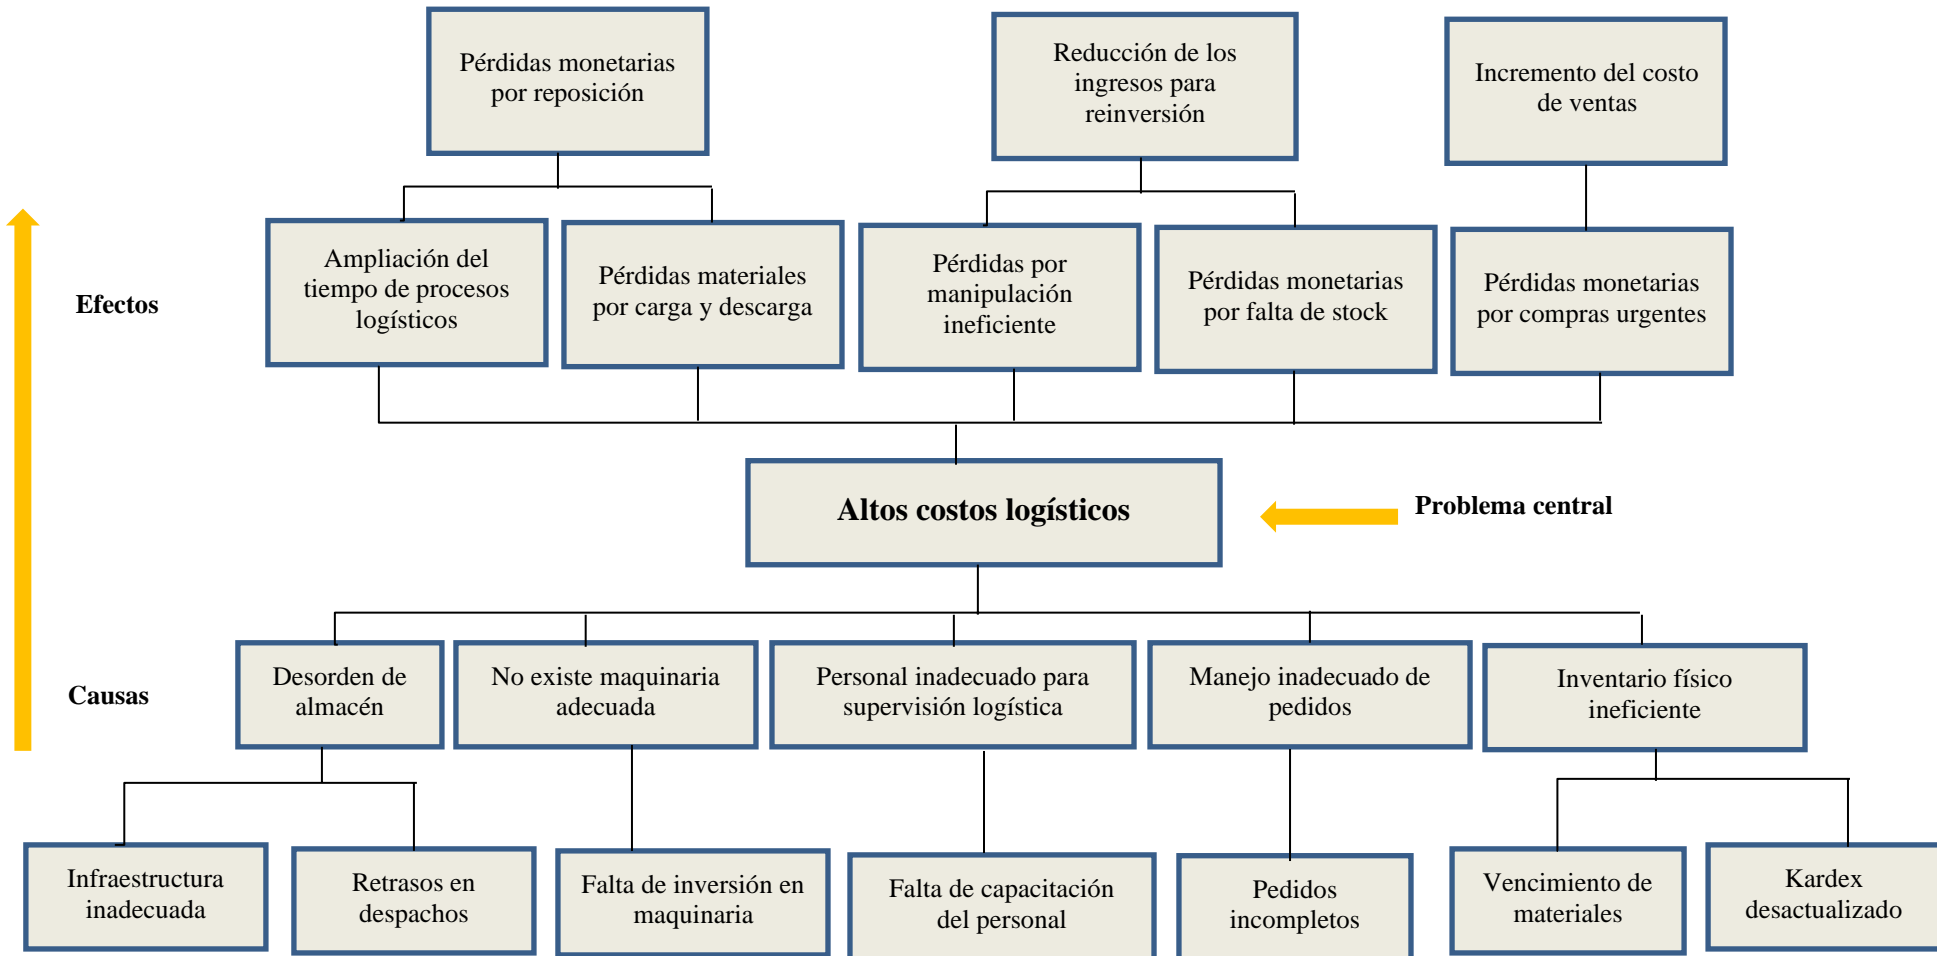 Pérdidas monetarias
por reposición
Reducción de los
ingresos para
reinversión
Incremento del costo
de ventas
Efectos
Ampliación del
tiempo de procesos
logísticos
Pérdidas materiales
por carga y descarga
Pérdidas por
manipulación
ineficiente
Pérdidas monetarias
por falta de stock
Pérdidas monetarias
por compras urgentes
Altos costos logísticos
Problema central
Causas
Desorden de
almacén
No existe maquinaria
adecuada
Personal inadecuado para
supervisión logística
Manejo inadecuado de
pedidos
Inventario físico
ineficiente
Infraestructura
inadecuada
Retrasos en
despachos
Falta de inversión en
maquinaria
Falta de capacitación
del personal
Pedidos
incompletos
Vencimiento de
materiales
Kardex
desactualizado